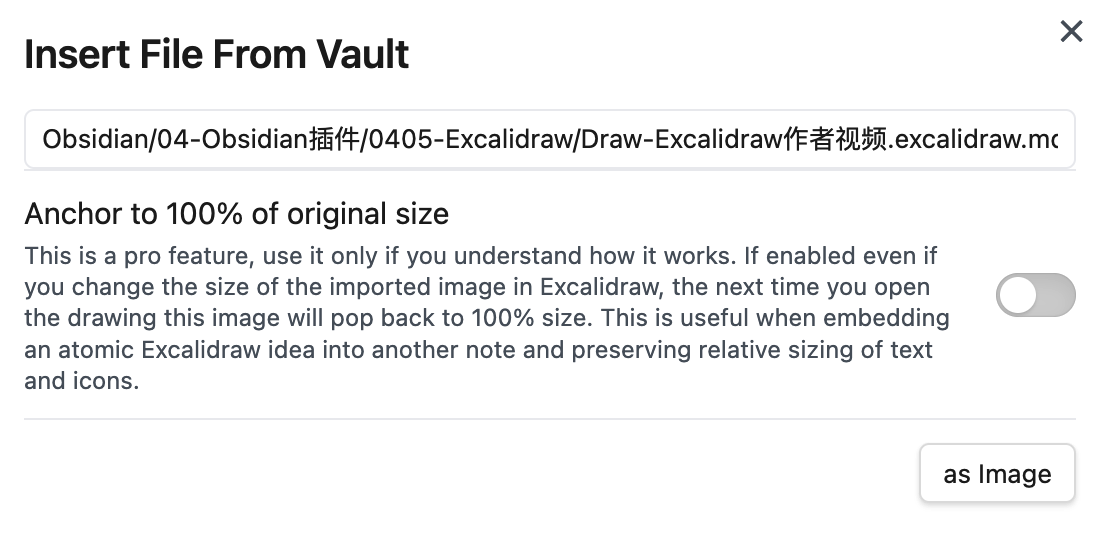 Insert File From Vault
Obsidian/04-Obsidian插件/0405-Excalidraw/Draw-Excalidraw作者视频.excalidraw.md
Anchor to 100% of original size
This is a pro feature, use it only if you understand how it works. If enabled even if
you change the size of the imported image in Excalidraw, the next time you open
the drawing this image will pop back to 100% size. This is useful when embedding
an atomic Excalidraw idea into another note and preserving relative sizing of text
and icons.
as Image